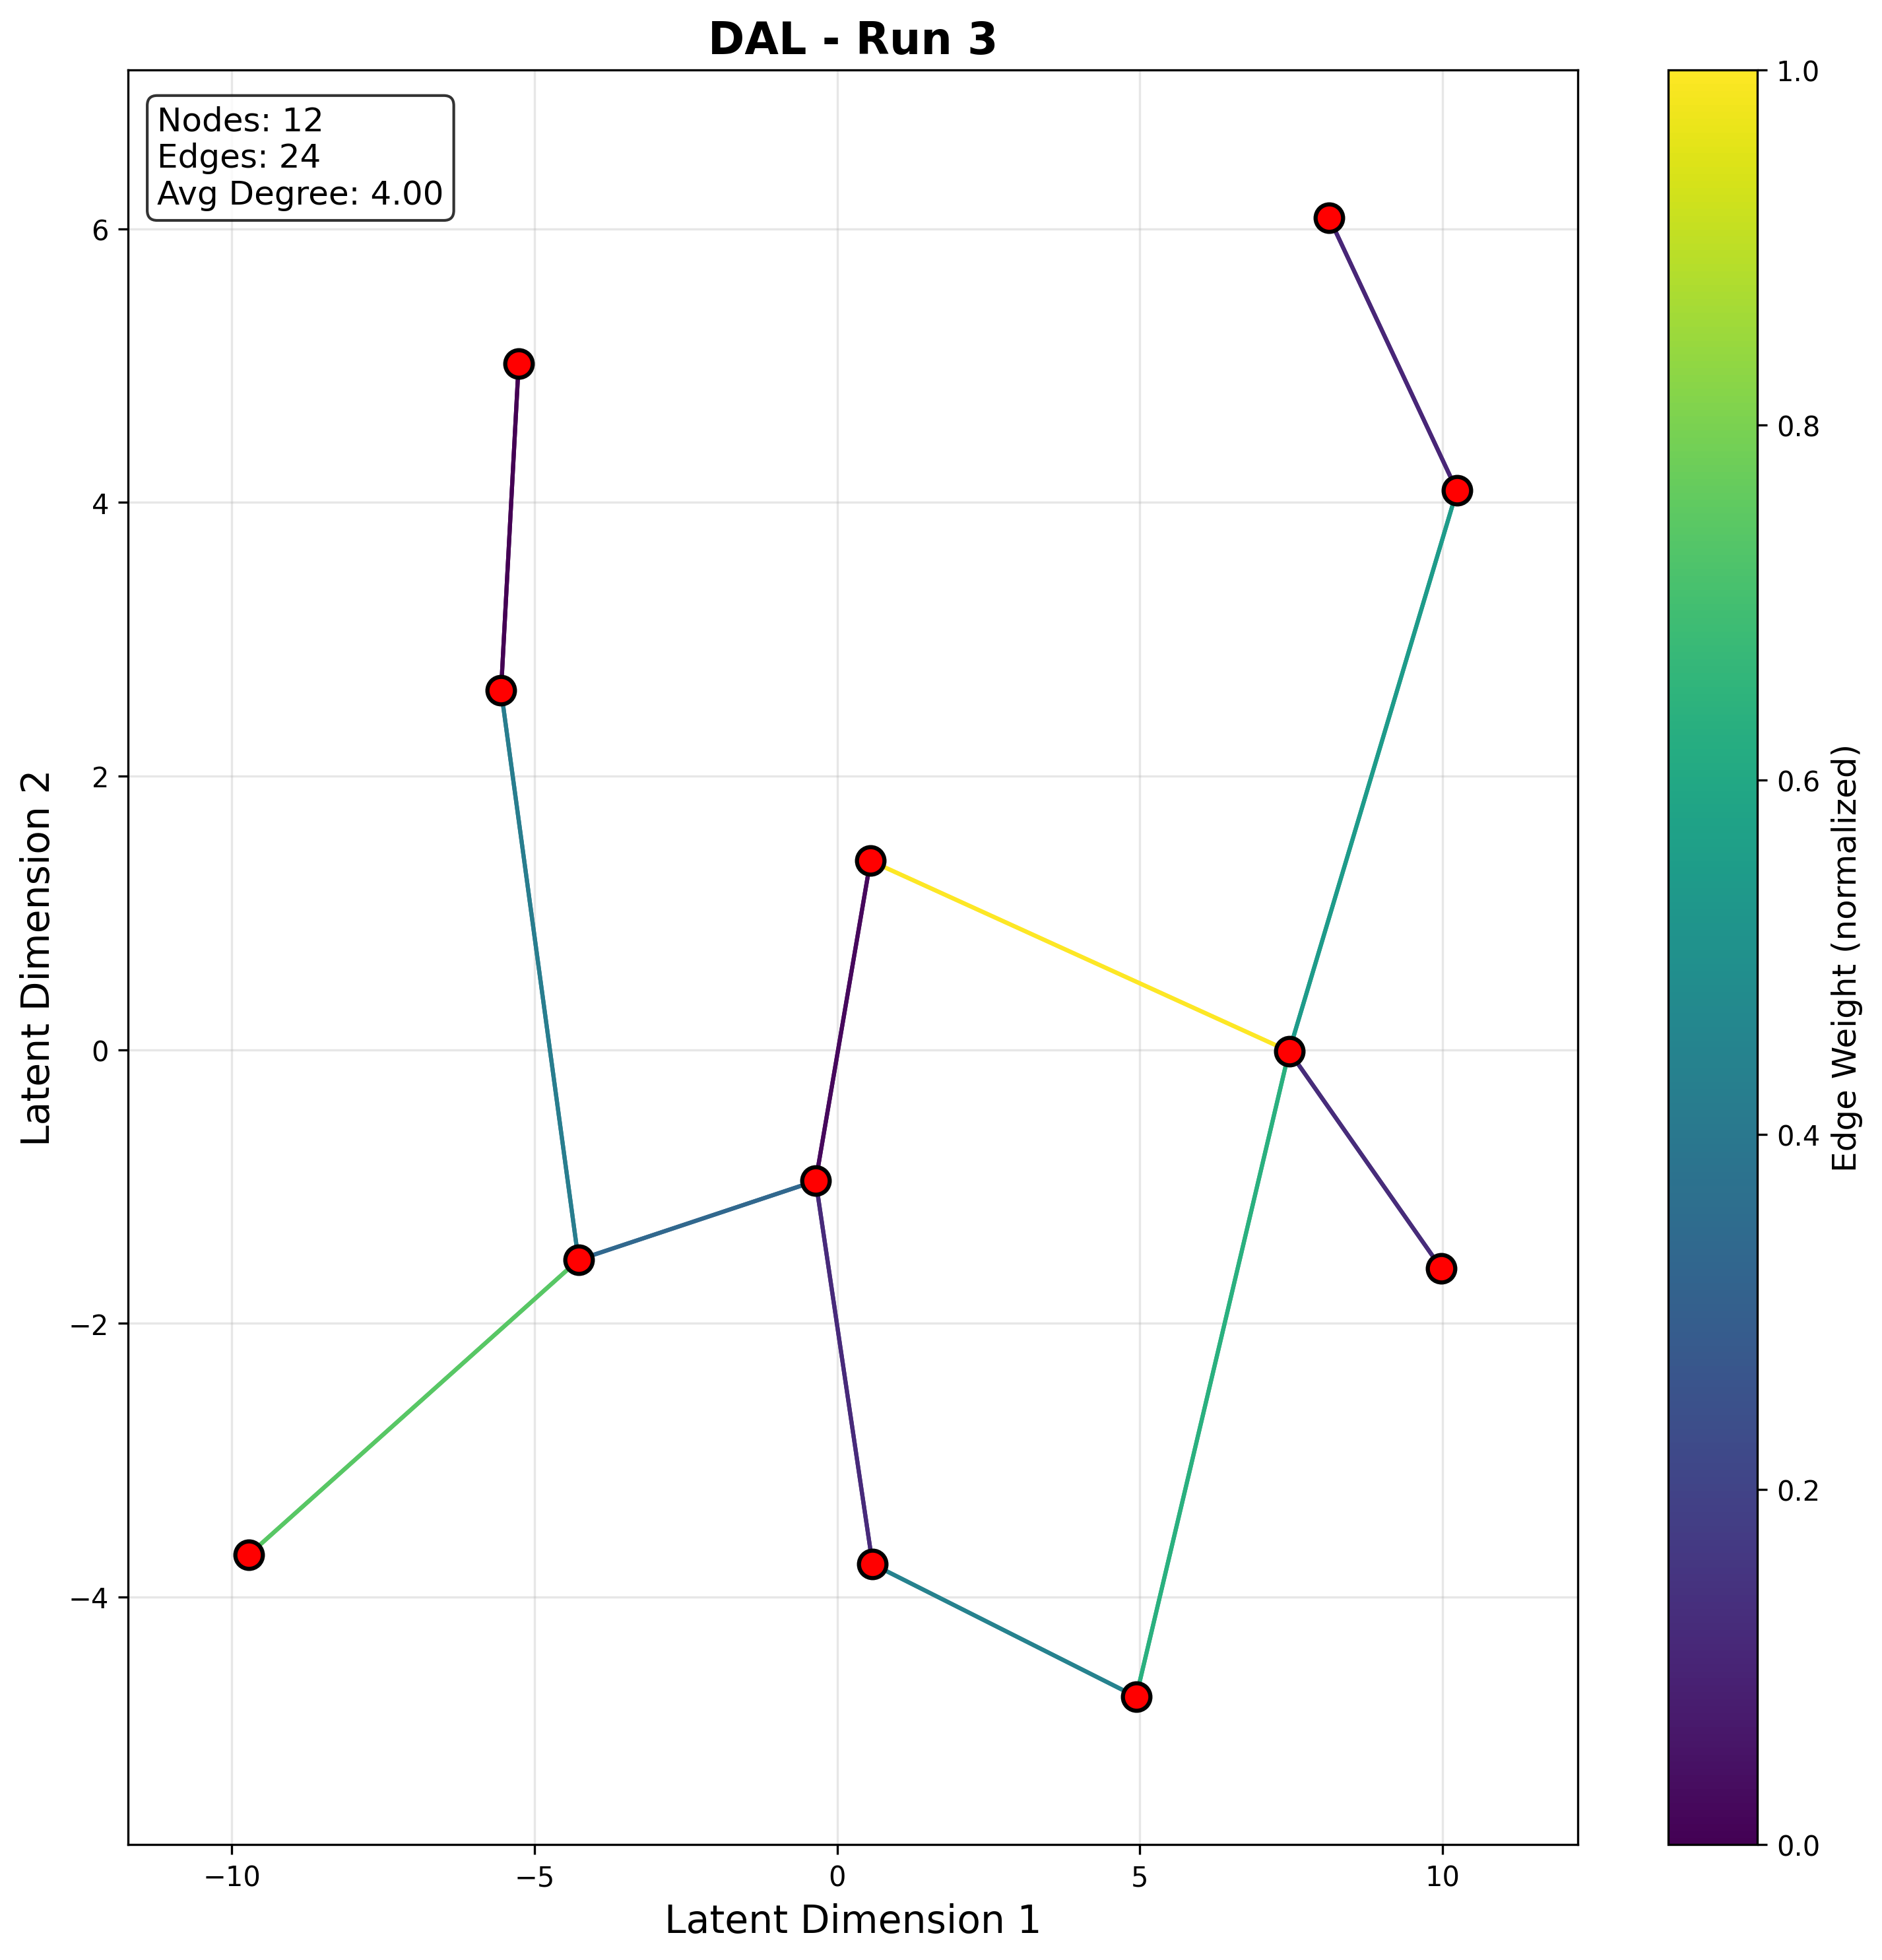 DAL - Run 3
Nodes: 12
Edges: 24
Avg Degree: 4.00
6
4
2
0
−2
−4
−10
−5
0
5
10
Latent Dimension 1
Latent Dimension 2
1.0
0.8
0.6
0.4
0.2
0.0
Edge Weight (normalized)